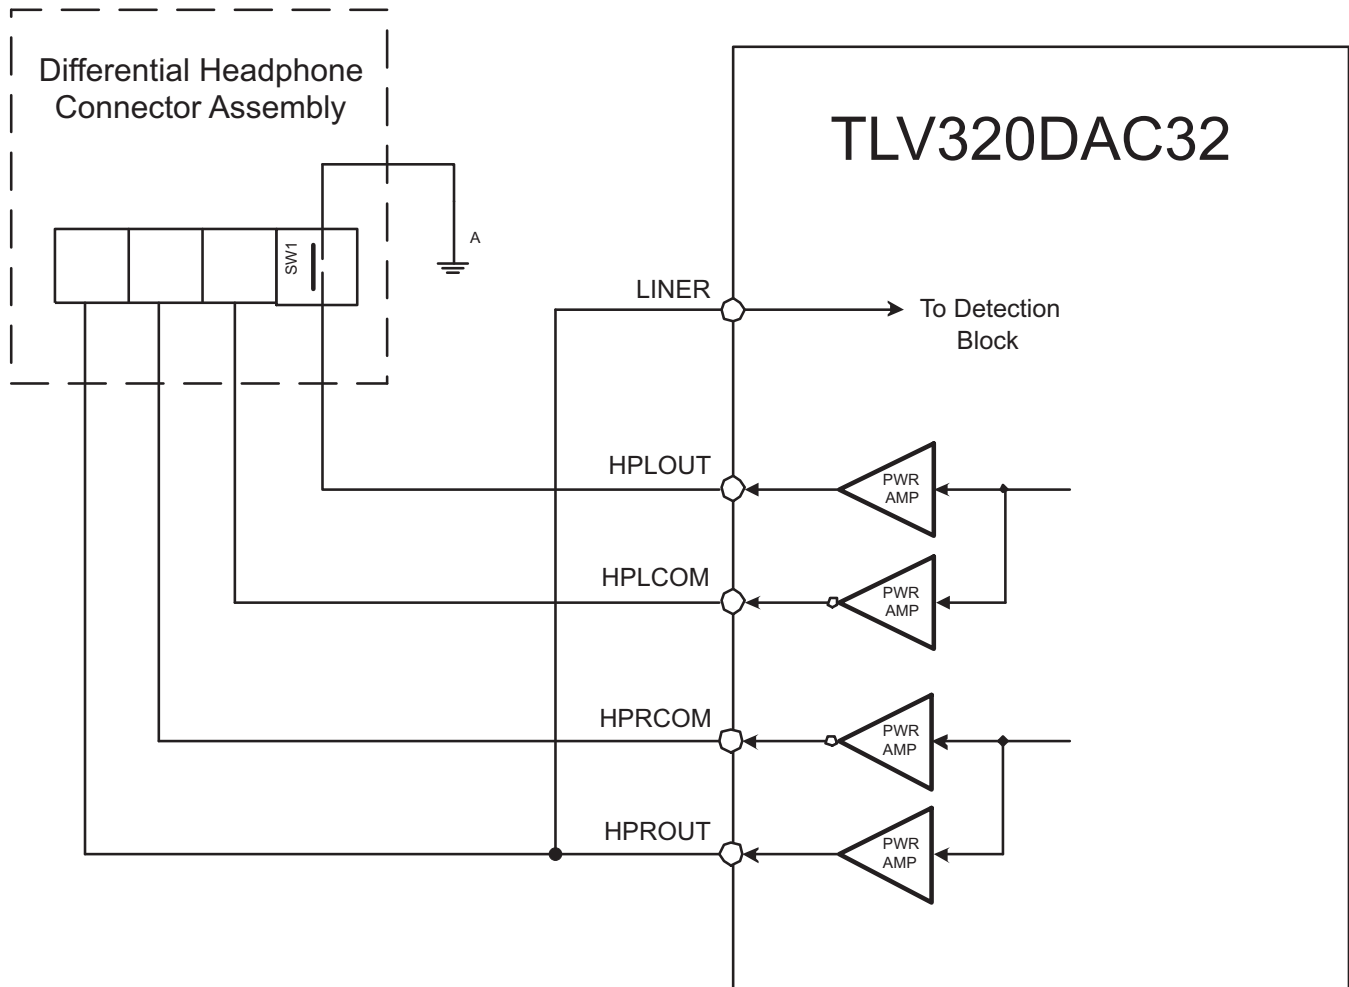 Differential Headphone
Connector Assembly
TLV320DAC32
SW1
A
LINER
To Detection
Block
HPLOUT
PWR
AMP
HPLCOM
PWR
AMP
HPRCOM
PWR
AMP
HPROUT
PWR
AMP